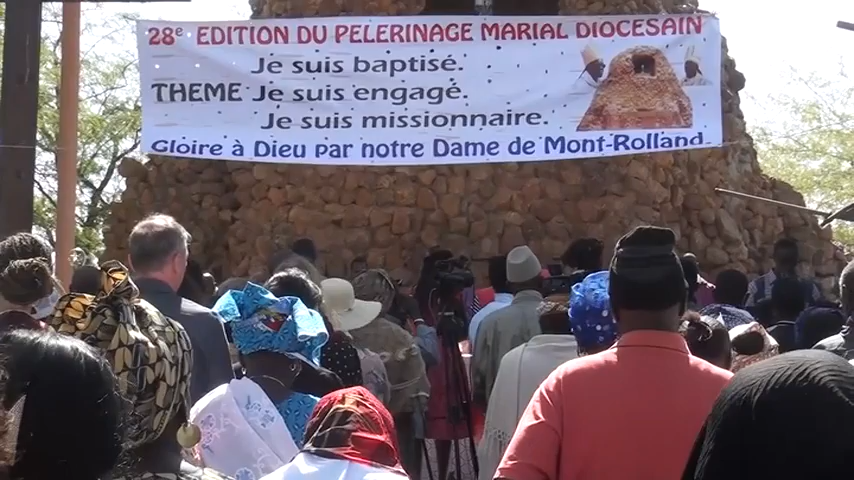 28e EDITION DU PELERINAGE MARIAL DIOCESAIN
Je suis baptisé.
THEME Je suis engagé.
Je suis missionnaire.
Gloire à Dieu par notre Dame de Mont-Rolland